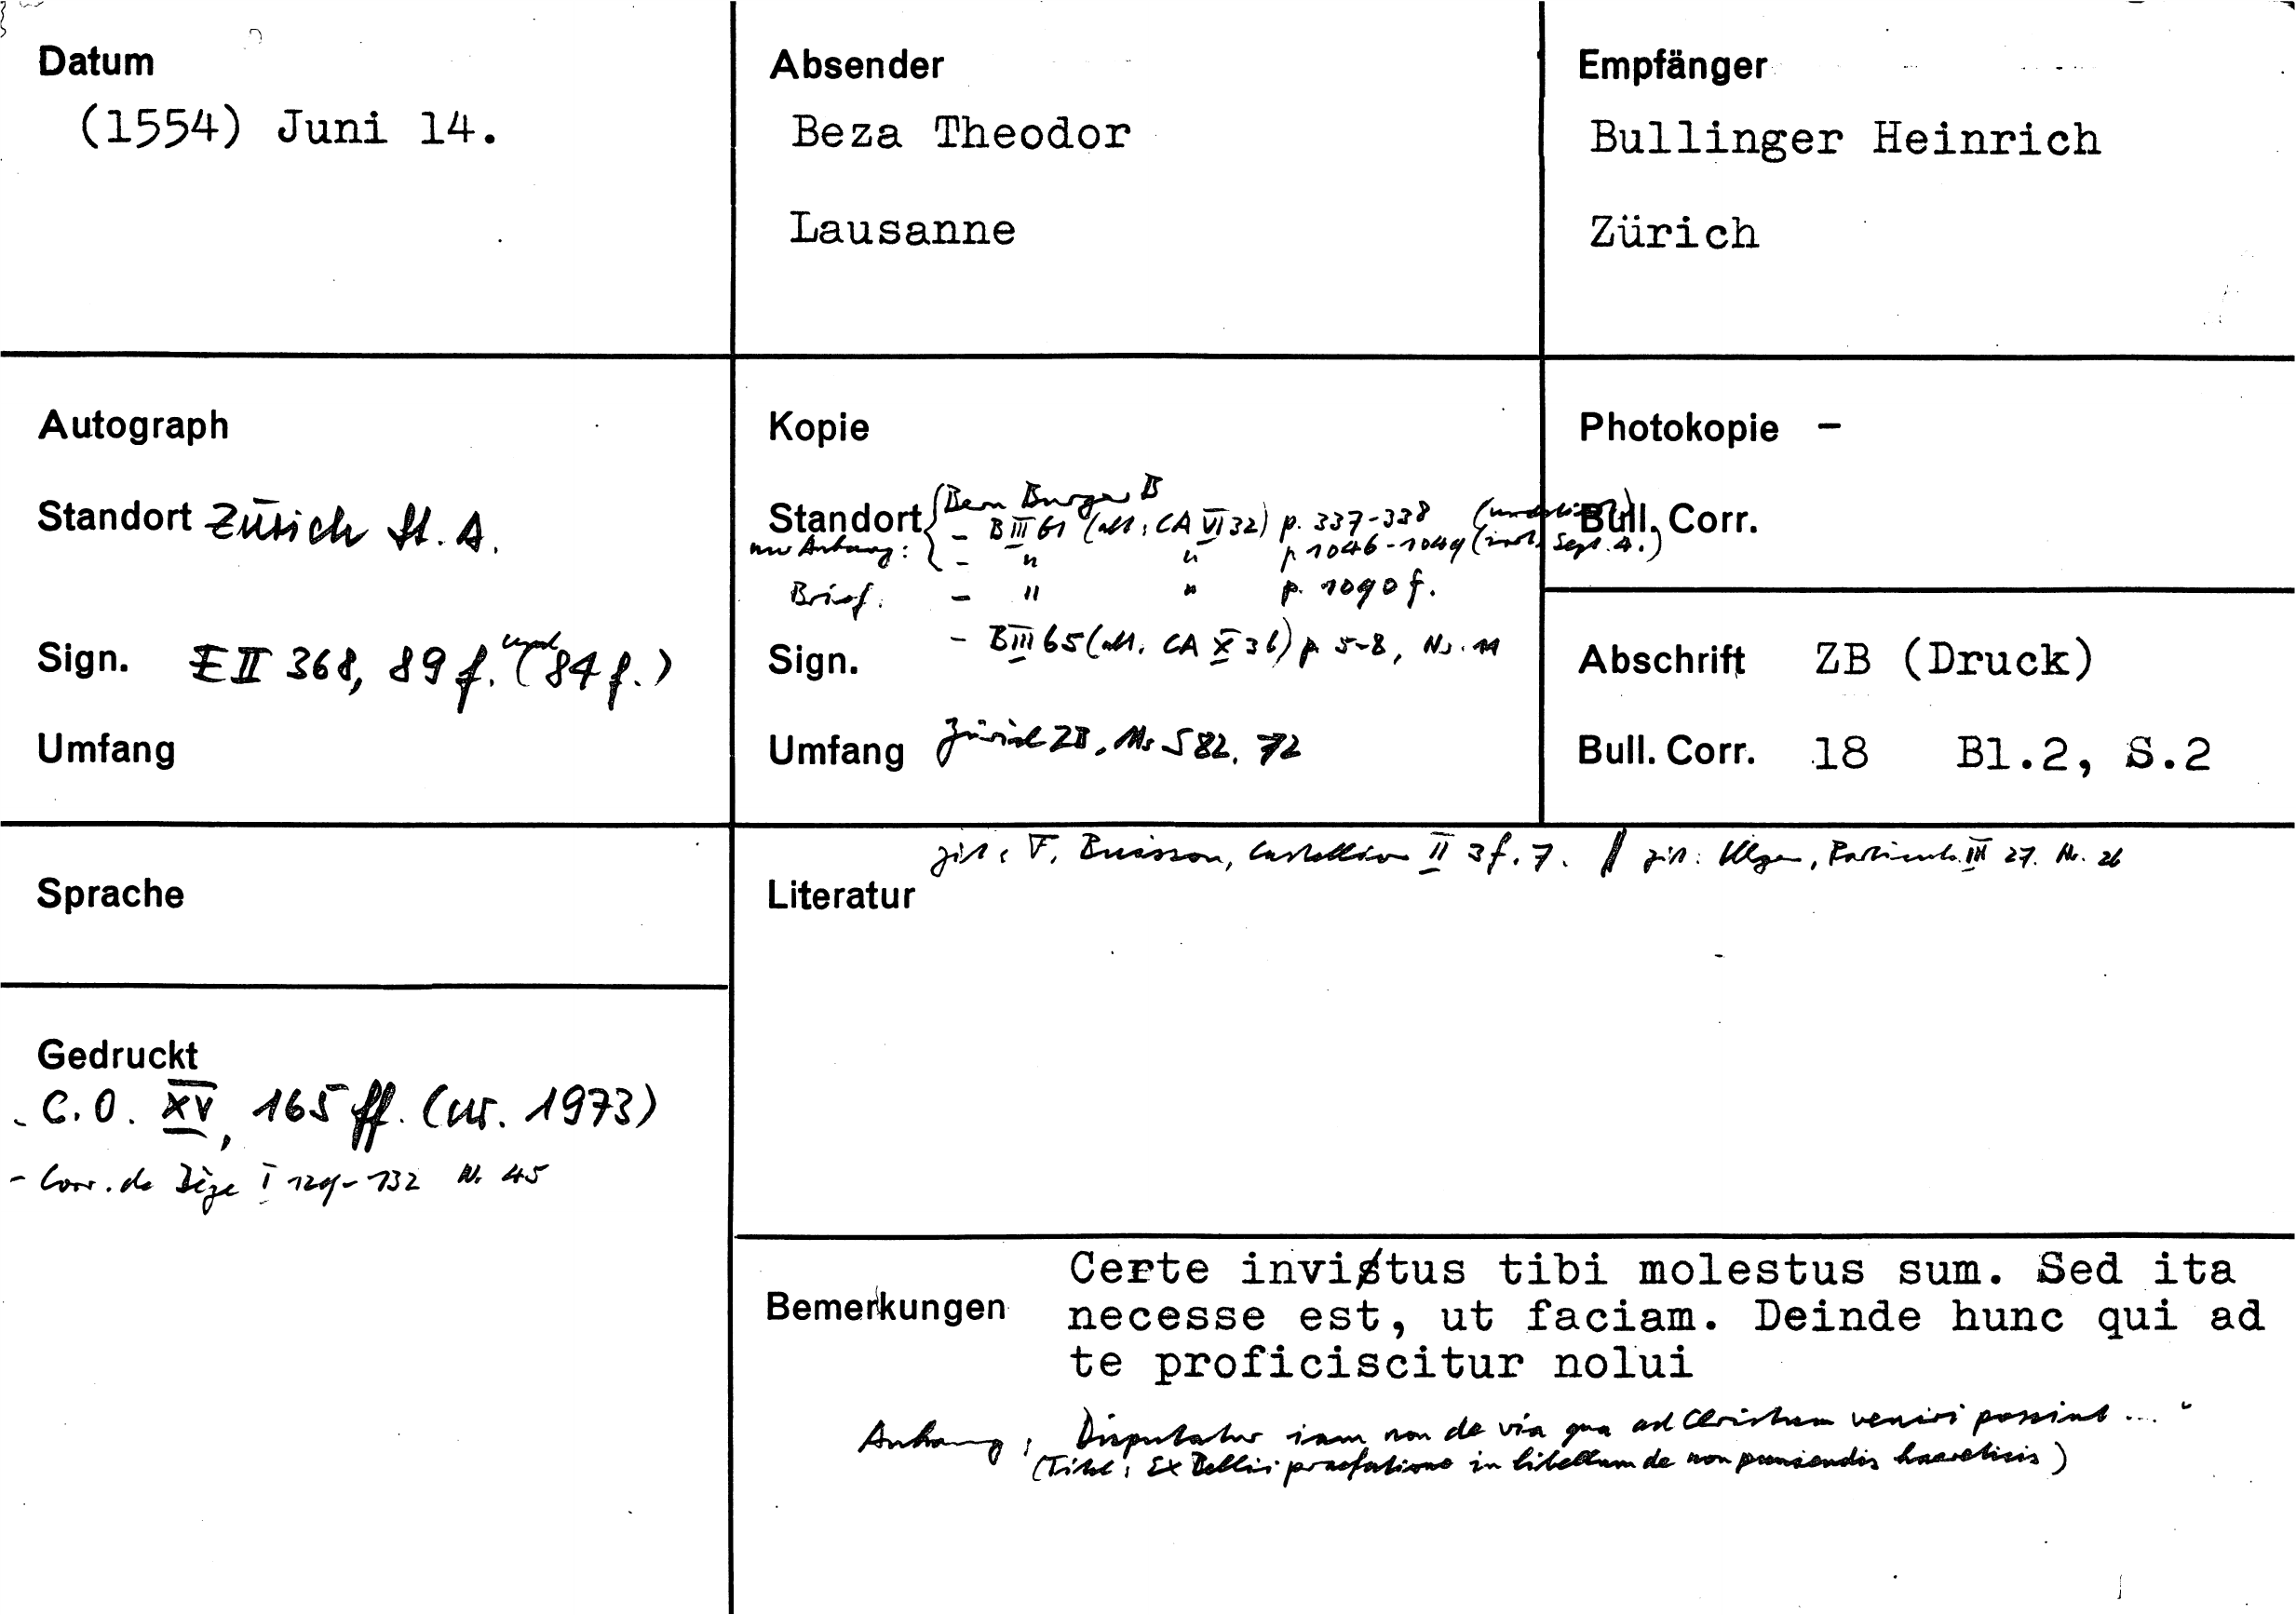 Datum
(1554) Juni 14.
Absender
Beza Theodor
Lausanne
Empfänger
Bullinger Heinrich
Zürich
Autograph
Standort Zürich St. A.
Sign. E II 368, 89 f. (84 f.)
Umfang
Kopie
Standort Bern Burger B
- B III 61 (alt: CA VI 32) p. 337-338
nur Anhang: - " " p. 1046-1049 (irrt. Sept. 4.)
Brief: - " " p. 1090 f.
- B III 65 (alt: CA X 36) p. 5-8, Nr. 11
Sign.
Umfang Zürich ZB, Ms S 82, 72
Photokopie -
Bull. Corr.
Abschrift ZB (Druck)
Bull. Corr. 18 Bl.2, S.2
Sprache
Gedruckt
- C. O. XV, 165 ff. (nr. 1973)
- Corr. de Bèze I 129-132 Nr. 45
zit: F. Buisson, Castellion II 3 f. 7. // zit: III 27. Nr. 26
Literatur
Bemerkungen
Certe invitus tibi molestus sum. Sed ita
necesse est, ut faciam. Deinde hunc qui ad
te proficiscitur nolui
Anhang: Disputatur iam non de via qua ad Christum veniri possint ... "
(Titel: Ex Bellii praefatione in libellum de non puniendis haereticis)